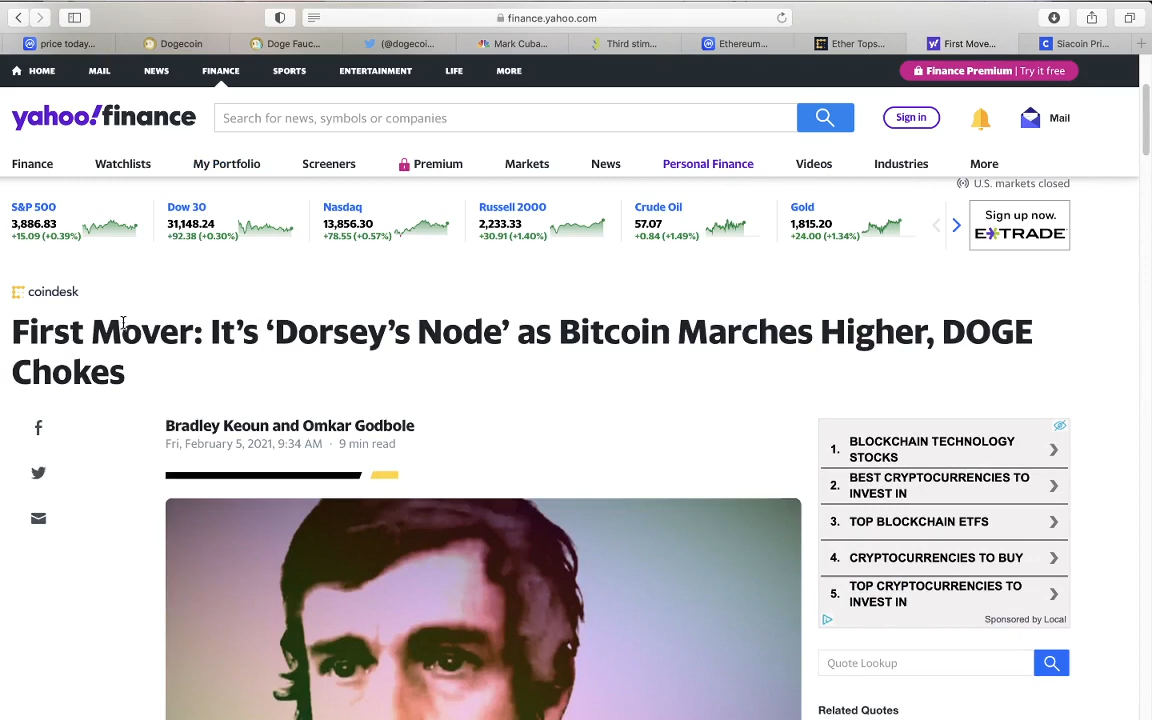 finance.yahoo.com
price today...
Dogecoin
Doge Fauc...
(@dogecoi...
Mark Cuba...
Third stim...
Ethereum...
Ether Tops...
First Move...
Siacoin Pri...
HOME
MAIL
NEWS
FINANCE
SPORTS
ENTERTAINMENT
LIFE
MORE
Finance Premium | Try it free
yahoo!finance
Search for news, symbols or companies
Sign in
Mail
Finance
Watchlists
My Portfolio
Screeners
Premium
Markets
News
Personal Finance
Videos
Industries
More
U.S. markets closed
S&P 500
3,886.83
+15.09 (+0.39%)
Dow 30
31,148.24
+92.38 (+0.30%)
Nasdaq
13,856.30
+78.55 (+0.57%)
Russell 2000
2,233.33
+30.91 (+1.40%)
Crude Oil
57.07
+0.84 (+1.49%)
Gold
1,815.20
+24.00 (+1.34%)
Sign up now.
E*TRADE
coindesk
First Mover: It’s ‘Dorsey’s Node’ as Bitcoin Marches Higher, DOGE
Chokes
Bradley Keoun and Omkar Godbole
Fri, February 5, 2021, 9:34 AM · 9 min read
1. BLOCKCHAIN TECHNOLOGY
STOCKS
2. BEST CRYPTOCURRENCIES TO
INVEST IN
3. TOP BLOCKCHAIN ETFS
4. CRYPTOCURRENCIES TO BUY
5. TOP CRYPTOCURRENCIES TO
INVEST IN
Sponsored by Local
Quote Lookup
Related Quotes